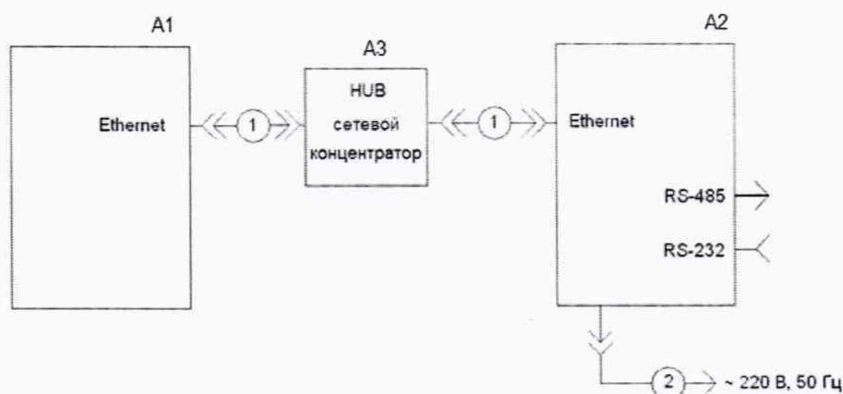 A1
A3
A2
HUB
сетевой
концентратор
Ethernet
1
1
Ethernet
RS-485
RS-232
2
~ 220 В, 50 Гц